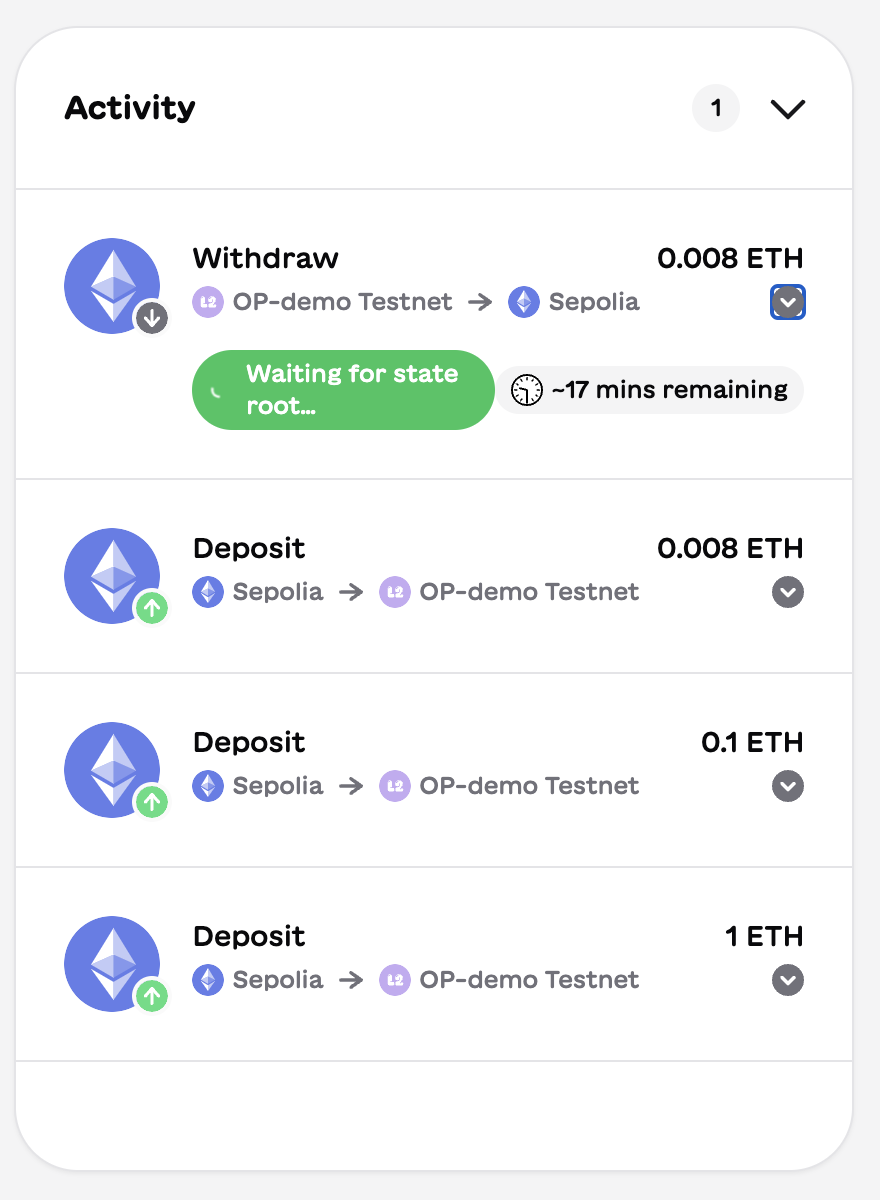 Activity 1
Withdraw 0.008 ETH
L2 OP-demo Testnet → Sepolia
Waiting for state
root...
~17 mins remaining
Deposit 0.008 ETH
Sepolia → L2 OP-demo Testnet
Deposit 0.1 ETH
Sepolia → L2 OP-demo Testnet
Deposit 1 ETH
Sepolia → L2 OP-demo Testnet